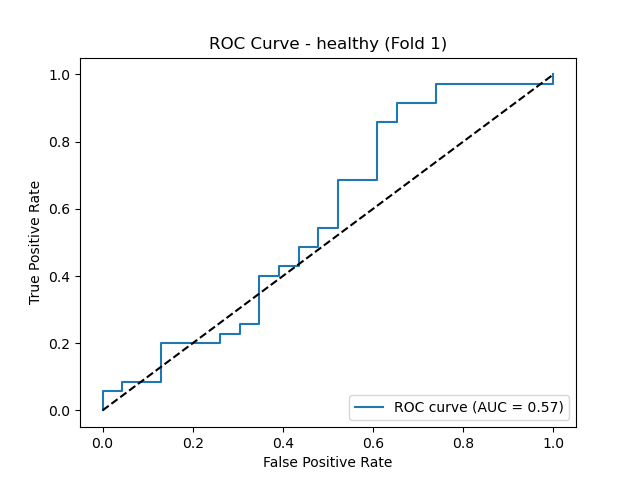 ROC Curve - healthy (Fold 1)
1.0
0.8
0.6
0.4
0.2
0.0
True Positive Rate
ROC curve (AUC = 0.57)
0.0 0.2 0.4 0.6 0.8 1.0
False Positive Rate